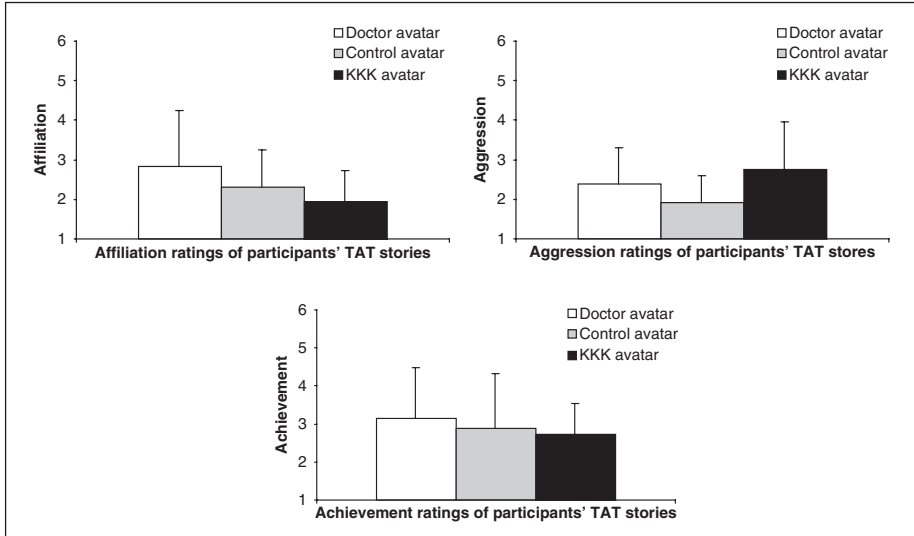 6
5
4
3
2
1
Affiliation
Doctor avatar
Control avatar
KKK avatar
Affiliation ratings of participants' TAT stories
6
5
4
3
2
1
Aggression
Doctor avatar
Control avatar
KKK avatar
Aggression ratings of participants' TAT stores
6
5
4
3
2
1
Achievement
Doctor avatar
Control avatar
KKK avatar
Achievement ratings of participants' TAT stories